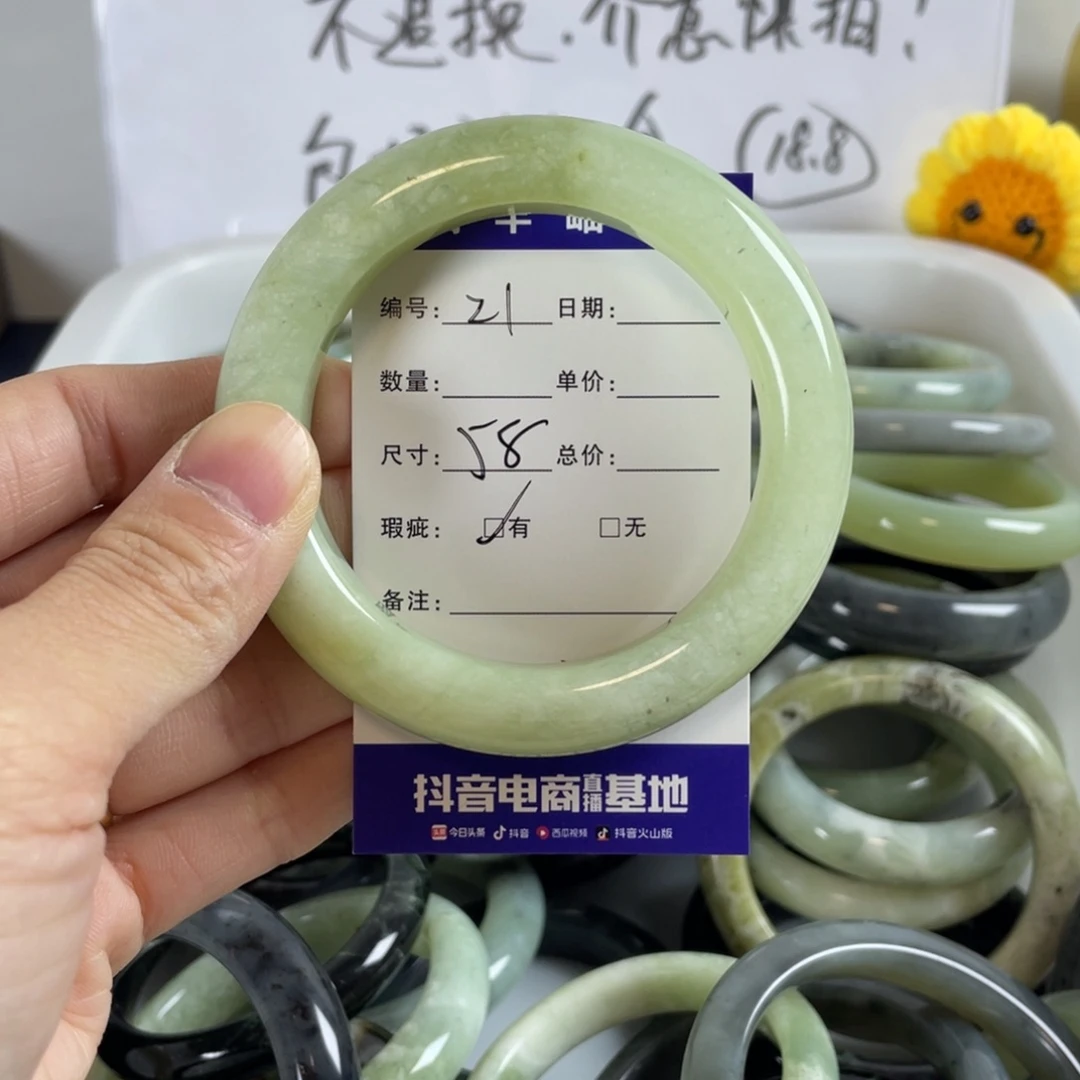 不退换.介意慎拍!
包 18.8
编号: 21 日期:
数量: 单价:
尺寸: 58 总价:
瑕疵: 有 无
备注:
抖音电商直播基地
今日头条 抖音 西瓜视频 抖音火山版